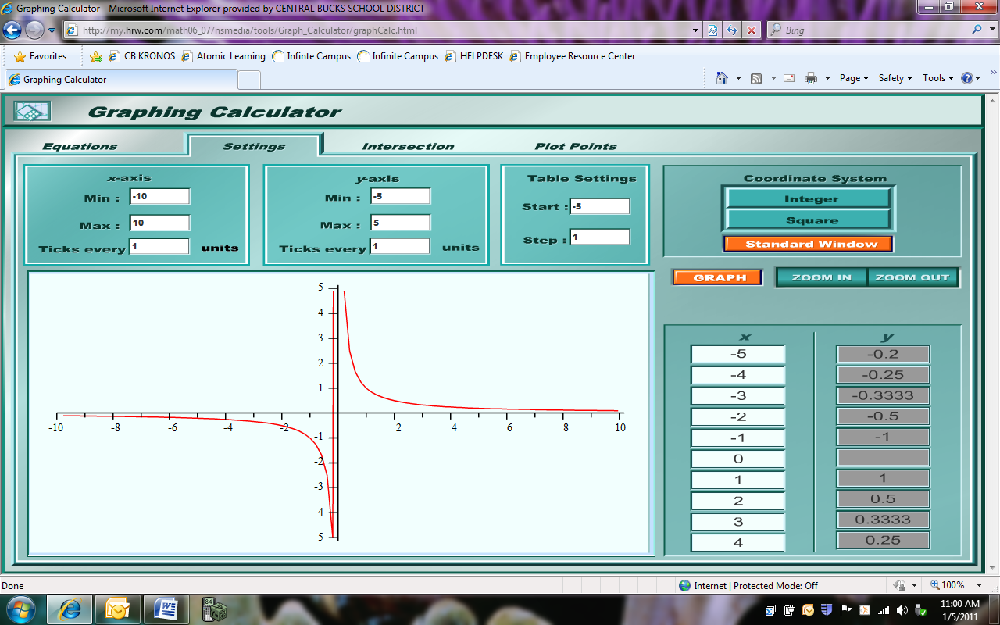 Graphing Calculator - Microsoft Internet Explorer provided by CENTRAL BUCKS SCHOOL DISTRICT
http://my.hrw.com/math06_07/nsmedia/tools/Graph_Calculator/graphCalc.html
Bing
Favorites CB KRONOS Atomic Learning Infinte Campus Infinite Campus HELPDESK Employee Resource Center
Graphing Calculator Page Safety Tools
Graphing Calculator
Equations Settings Intersection Plot Points
x-axis
Min : -10
Max : 10
Ticks every 1 units
y-axis
Min : -5
Max : 5
Ticks every 1 units
Table Settings
Start : -5
Step : 1
Coordinate System
Integer
Square
Standard Window
GRAPH ZOOM IN ZOOM OUT
5
4
3
2
1
-10 -8 -6 -4 -2 2 4 6 8 10
-1
-2
-3
-4
-5
x y
-5 -0.2
-4 -0.25
-3 -0.3333
-2 -0.5
-1 -1
0
1 1
2 0.5
3 0.3333
4 0.25
Done Internet | Protected Mode: Off 100%
11:00 AM
1/5/2011